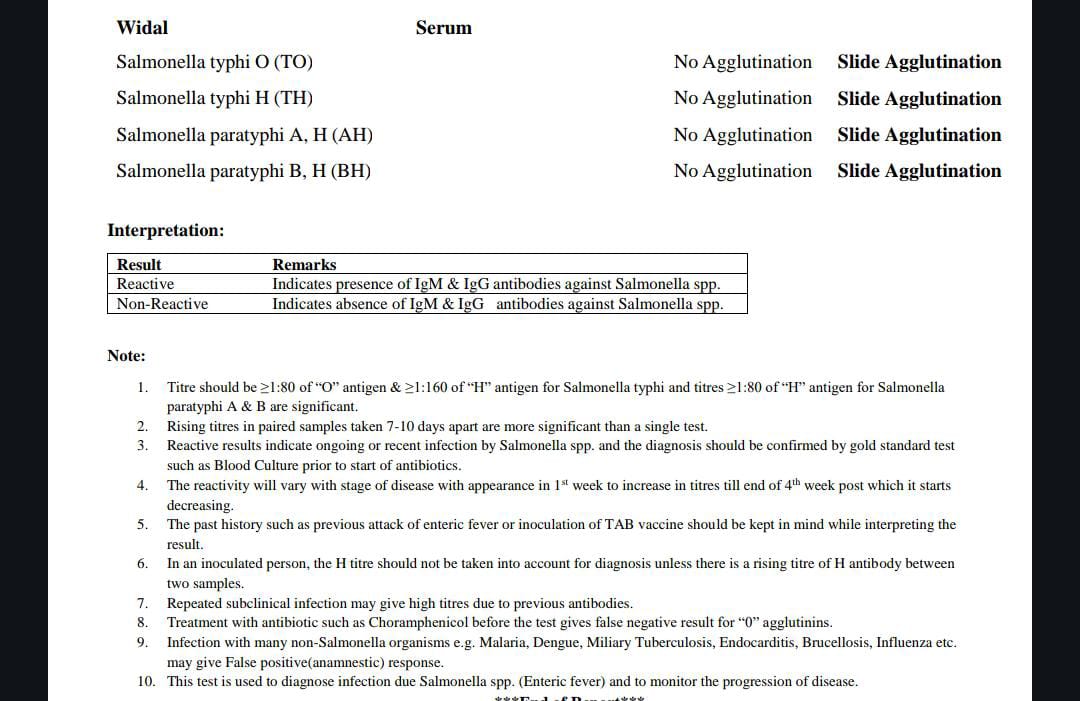 Widal Serum
Salmonella typhi O (TO) No Agglutination Slide Agglutination
Salmonella typhi H (TH) No Agglutination Slide Agglutination
Salmonella paratyphi A, H (AH) No Agglutination Slide Agglutination
Salmonella paratyphi B, H (BH) No Agglutination Slide Agglutination
Interpretation:
Result Remarks
Reactive Indicates presence of IgM & IgG antibodies against Salmonella spp.
Non-Reactive Indicates absence of IgM & IgG antibodies against Salmonella spp.
Note:
1. Titre should be ≥1:80 of “O” antigen & ≥1:160 of “H” antigen for Salmonella typhi and titres ≥1:80 of “H” antigen for Salmonella
paratyphi A & B are significant.
2. Rising titres in paired samples taken 7-10 days apart are more significant than a single test.
3. Reactive results indicate ongoing or recent infection by Salmonella spp. and the diagnosis should be confirmed by gold standard test
such as Blood Culture prior to start of antibiotics.
4. The reactivity will vary with stage of disease with appearance in 1st week to increase in titres till end of 4th week post which it starts
decreasing.
5. The past history such as previous attack of enteric fever or inoculation of TAB vaccine should be kept in mind while interpreting the
result.
6. In an inoculated person, the H titre should not be taken into account for diagnosis unless there is a rising titre of H antibody between
two samples.
7. Repeated subclinical infection may give high titres due to previous antibodies.
8. Treatment with antibiotic such as Choramphenicol before the test gives false negative result for “0” agglutinins.
9. Infection with many non-Salmonella organisms e.g. Malaria, Dengue, Miliary Tuberculosis, Endocarditis, Brucellosis, Influenza etc.
may give False positive(anamnestic) response.
10. This test is used to diagnose infection due Salmonella spp. (Enteric fever) and to monitor the progression of disease.
***End of Report***